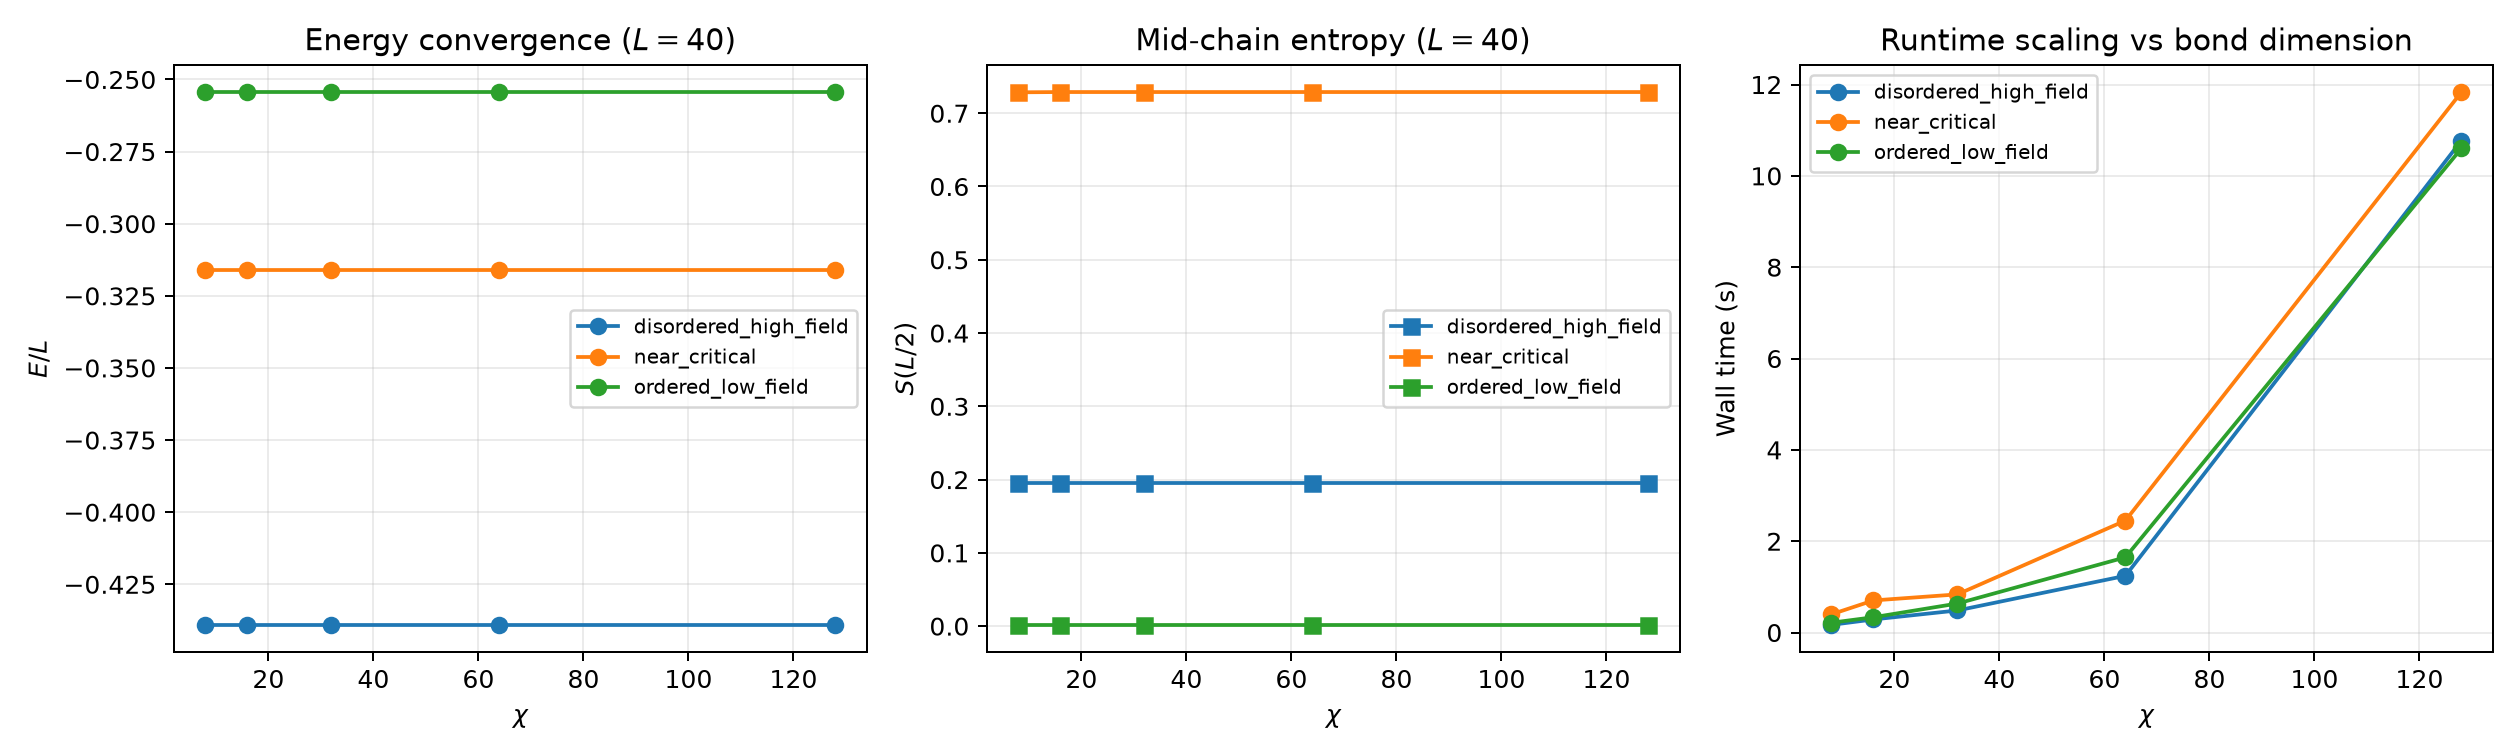 Energy convergence (L = 40)
−0.250
−0.275
−0.300
−0.325
−0.350
−0.375
−0.400
−0.425
E/L
disordered_high_field
near_critical
ordered_low_field
20 40 60 80 100 120
χ
Mid-chain entropy (L = 40)
0.7
0.6
0.5
0.4
0.3
0.2
0.1
0.0
S(L/2)
disordered_high_field
near_critical
ordered_low_field
20 40 60 80 100 120
χ
Runtime scaling vs bond dimension
12
10
8
6
4
2
0
Wall time (s)
disordered_high_field
near_critical
ordered_low_field
20 40 60 80 100 120
χ